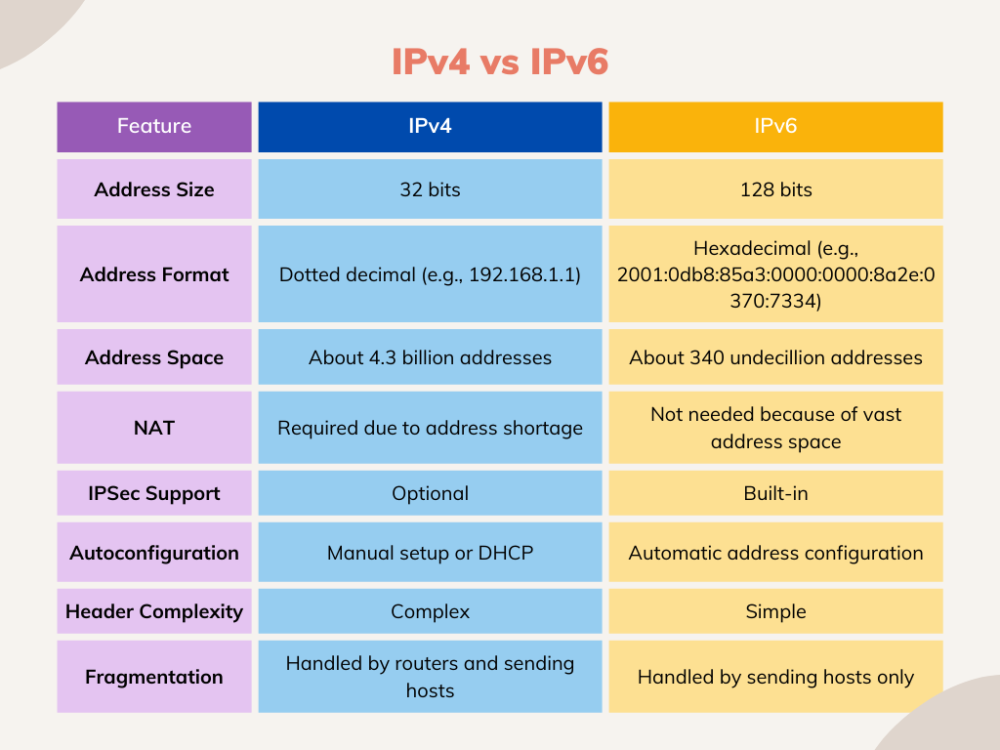 IPv4 vs IPv6
Feature
IPv4
IPv6
Address Size
32 bits
128 bits
Address Format
Dotted decimal (e.g., 192.168.1.1)
Hexadecimal (e.g.,
2001:0db8:85a3:0000:0000:8a2e:0
370:7334)
Address Space
About 4.3 billion addresses
About 340 undecillion addresses
NAT
Required due to address shortage
Not needed because of vast
address space
IPSec Support
Optional
Built-in
Autoconfiguration
Manual setup or DHCP
Automatic address configuration
Header Complexity
Complex
Simple
Fragmentation
Handled by routers and sending
hosts
Handled by sending hosts only